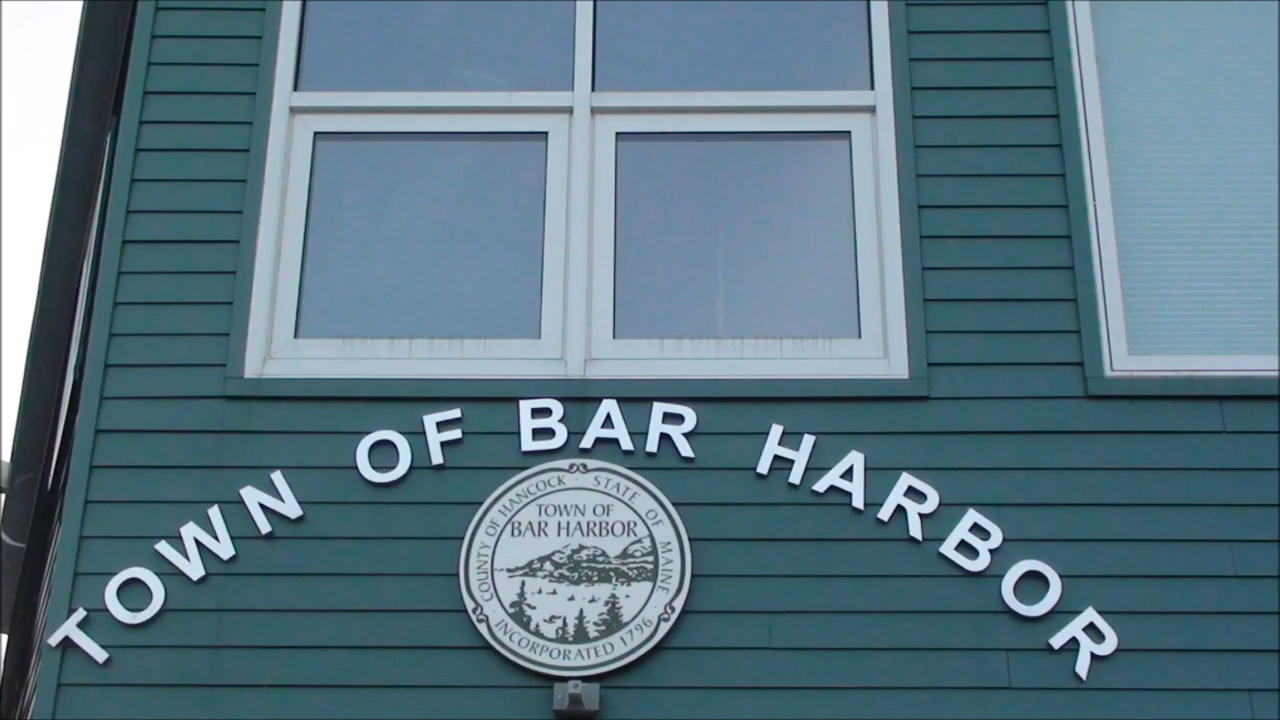 TOWN OF BAR HARBOR
COUNTY OF HANCOCK · STATE OF MAINE
TOWN OF
BAR HARBOR
· INCORPORATED 1796 ·